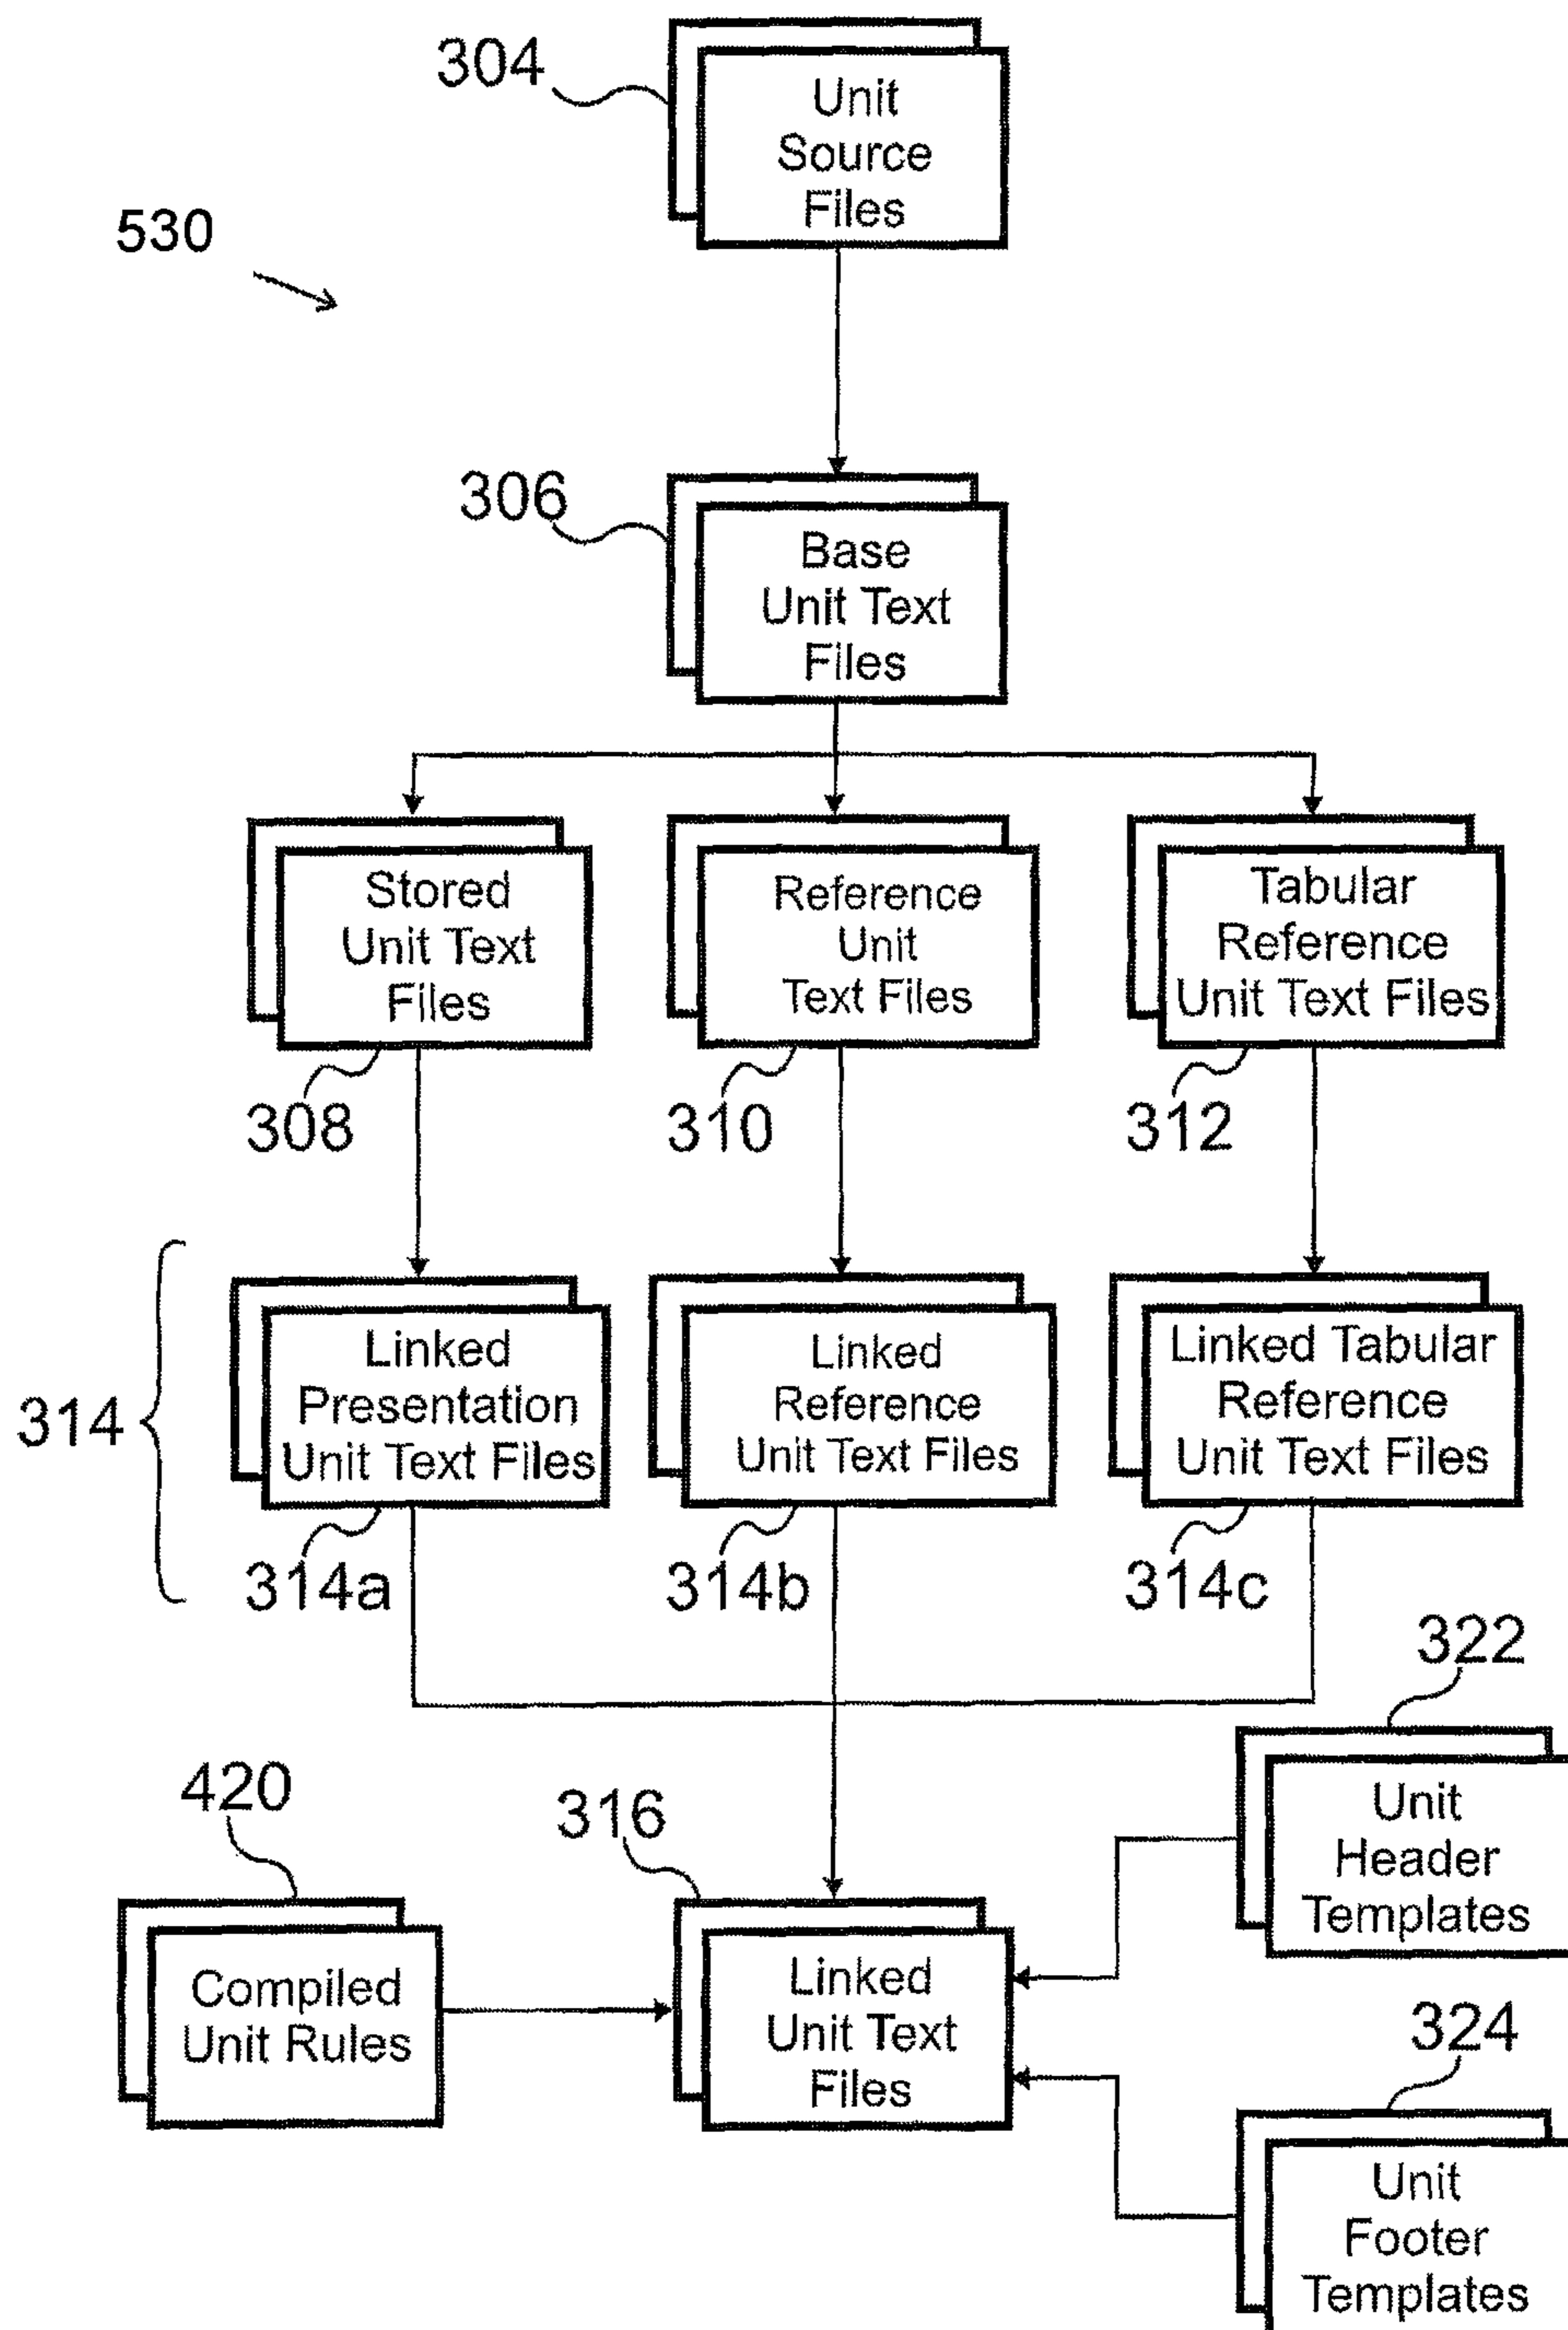 304
Unit
Source
Files
530
306
Base
Unit Text
Files
Stored
Unit Text
Files
308
Reference
Unit
Text Files
310
Tabular
Reference
Unit Text Files
312
314
Linked
Presentation
Unit Text Files
314a
Linked
Reference
Unit Text Files
314b
Linked Tabular
Reference
Unit Text Files
314c
322
Unit
Header
Templates
420
Compiled
Unit Rules
316
Linked
Unit Text
Files
324
Unit
Footer
Templates